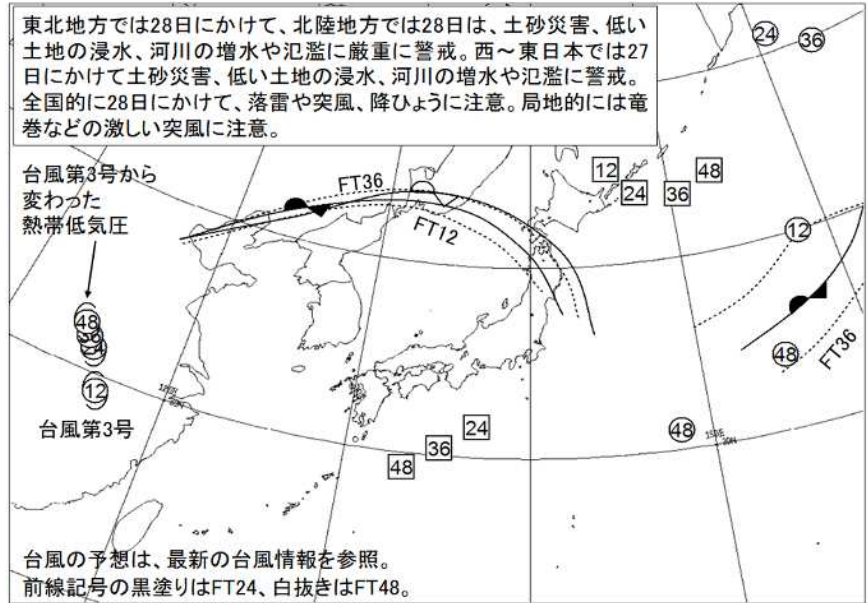 東北地方では28日にかけて、北陸地方では28日は、土砂災害、低い
土地の浸水、河川の増水や氾濫に厳重に警戒。西～東日本では27
日にかけて土砂災害、低い土地の浸水、河川の増水や氾濫に警戒。
全国的に28日にかけて、落雷や突風、降ひょうに注意。局地的には竜
巻などの激しい突風に注意。
24
36
台風第3号から
変わった
熱帯低気圧
FT36
FT12
12
24
36
48
12
48
36
24
12
台風第3号
48
FT36
24
36
48
48
150E
30N
台風の予想は、最新の台風情報を参照。
前線記号の黒塗りはFT24、白抜きはFT48。